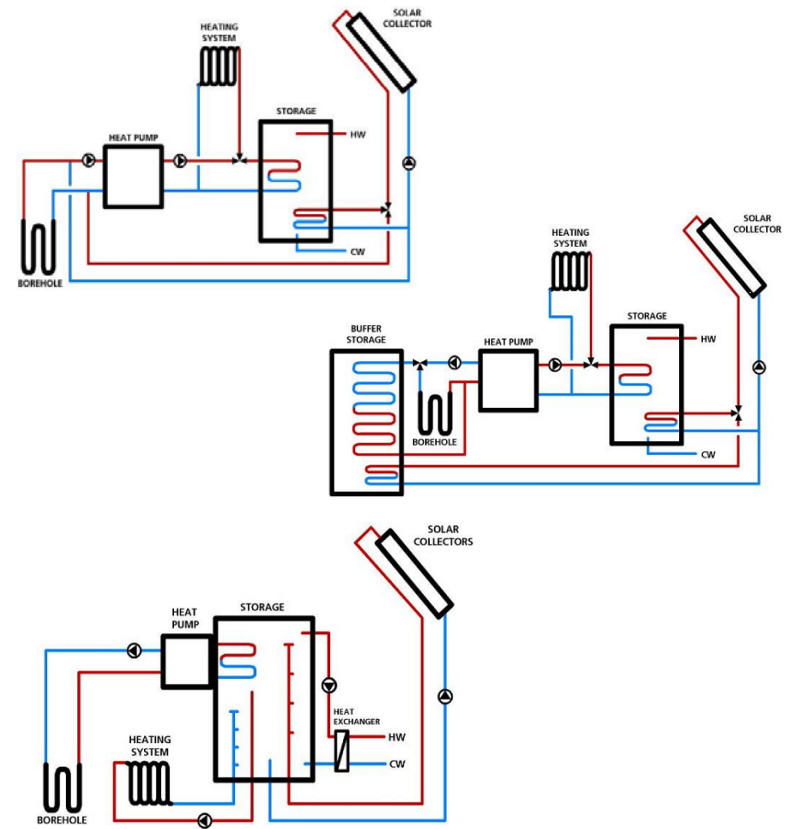 SOLAR
COLLECTOR
HEATING
SYSTEM
STORAGE
HW
HEAT PUMP
CW
BOREHOLE
SOLAR
COLLECTOR
HEATING
SYSTEM
STORAGE
BUFFER
STORAGE
HEAT PUMP
HW
BOREHOLE
CW
SOLAR
COLLECTORS
HEAT
PUMP
STORAGE
HEAT
EXCHANGER
HW
HEATING
SYSTEM
CW
BOREHOLE